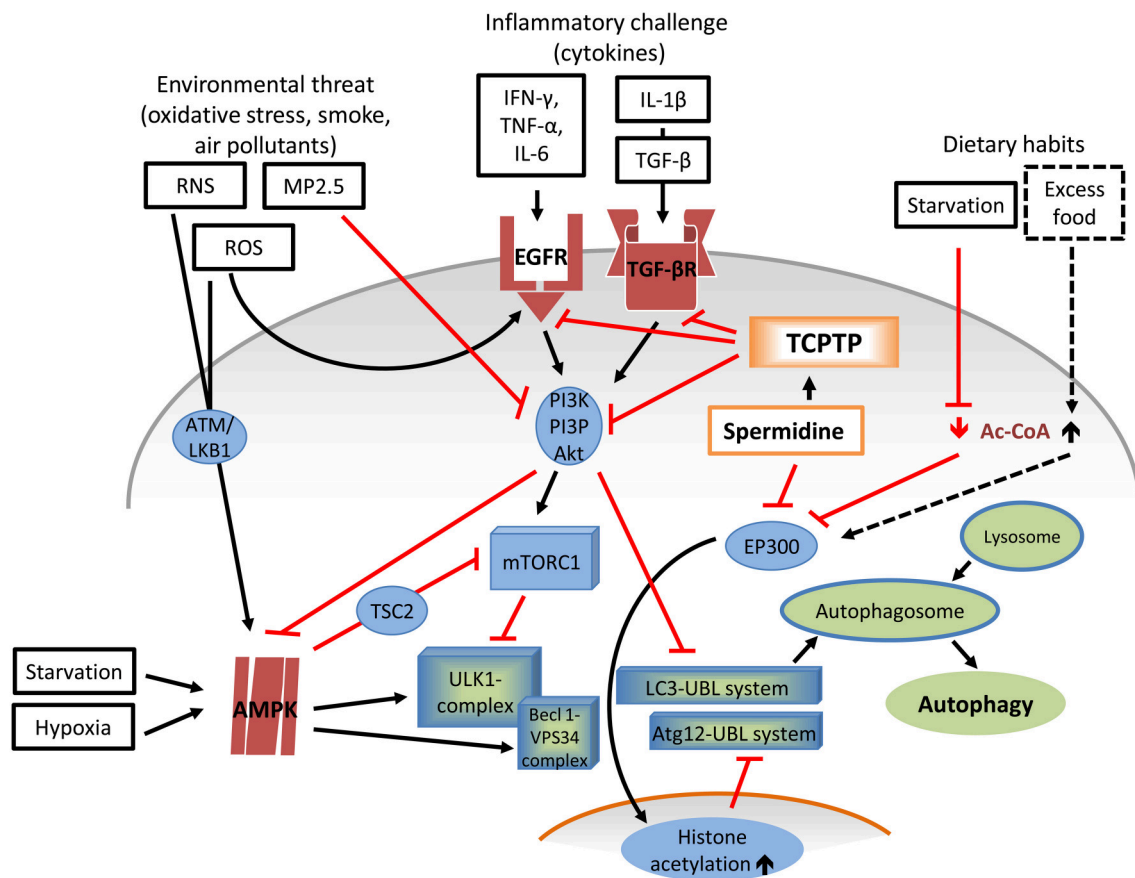 Inflammatory challenge
(cytokines)
Environmental threat
(oxidative stress, smoke,
air pollutants)
IFN-γ,
TNF-α,
IL-6
IL-1β
TGF-β
Dietary habits
RNS
MP2.5
ROS
Starvation
Excess
food
EGFR
TGF-βR
TCPTP
Spermidine
Ac-CoA
PI3K
PI3P
Akt
ATM/
LKB1
EP300
Lysosome
mTORC1
TSC2
Autophagosome
Starvation
Hypoxia
AMPK
ULK1-
complex
Becl 1-
VPS34
complex
LC3-UBL system
Atg12-UBL system
Autophagy
Histone
acetylation